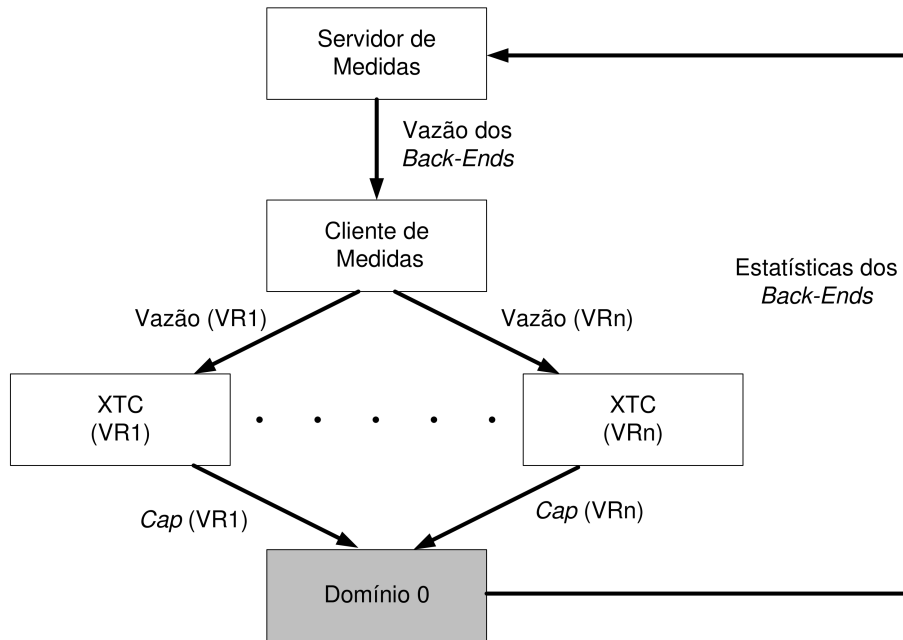 Servidor de
Medidas
Vazão dos
Back-Ends
Cliente de
Medidas
Estatísticas dos
Back-Ends
Vazão (VR1)
Vazão (VRn)
XTC
(VR1)
XTC
(VRn)
Cap (VR1)
Cap (VRn)
Domínio 0